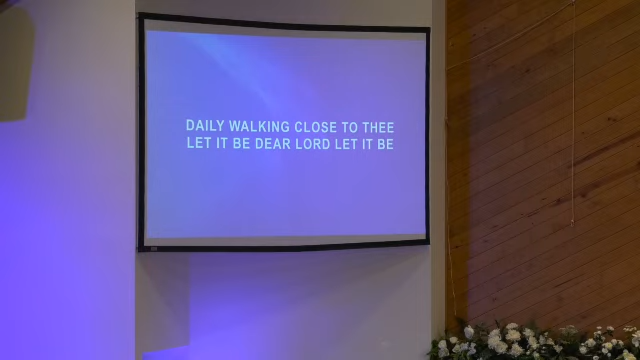 DAILY WALKING CLOSE TO THEE
LET IT BE DEAR LORD LET IT BE